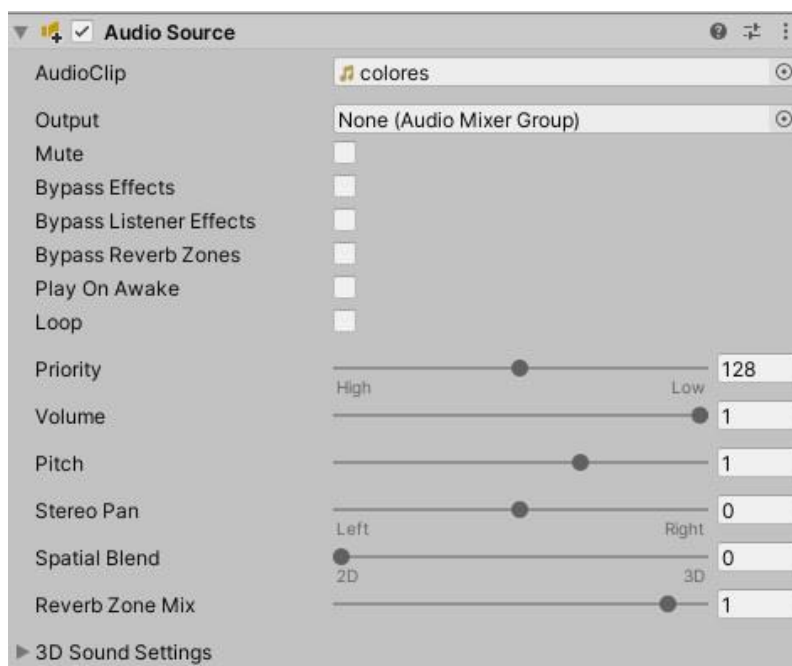 Audio Source
AudioClip colores
Output None (Audio Mixer Group)
Mute
Bypass Effects
Bypass Listener Effects
Bypass Reverb Zones
Play On Awake
Loop
Priority 128
High Low
Volume 1
Pitch 1
Stereo Pan 0
Left Right
Spatial Blend 0
2D 3D
Reverb Zone Mix 1
3D Sound Settings